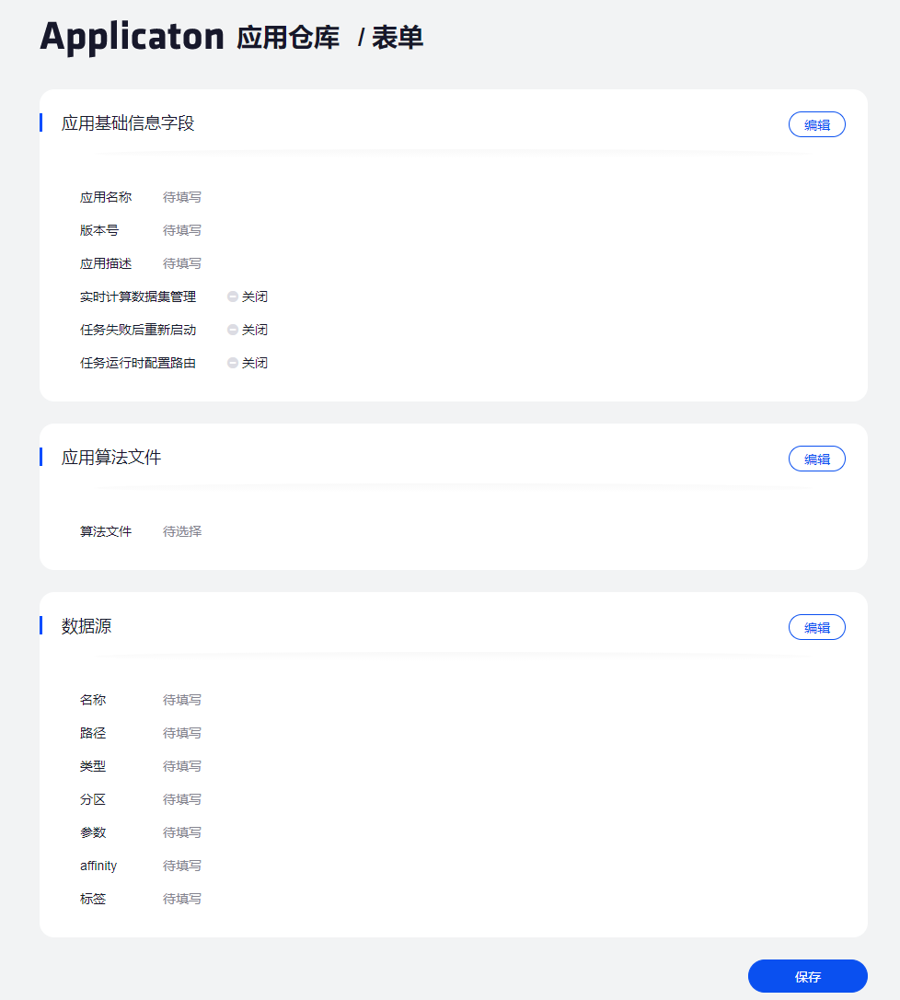 Applicaton 应用仓库 / 表单
应用基础信息字段 编辑
应用名称 待填写
版本号 待填写
应用描述 待填写
实时计算数据集管理 关闭
任务失败后重新启动 关闭
任务运行时配置路由 关闭
应用算法文件 编辑
算法文件 待选择
数据源 编辑
名称 待填写
路径 待填写
类型 待填写
分区 待填写
参数 待填写
affinity 待填写
标签 待填写
保存